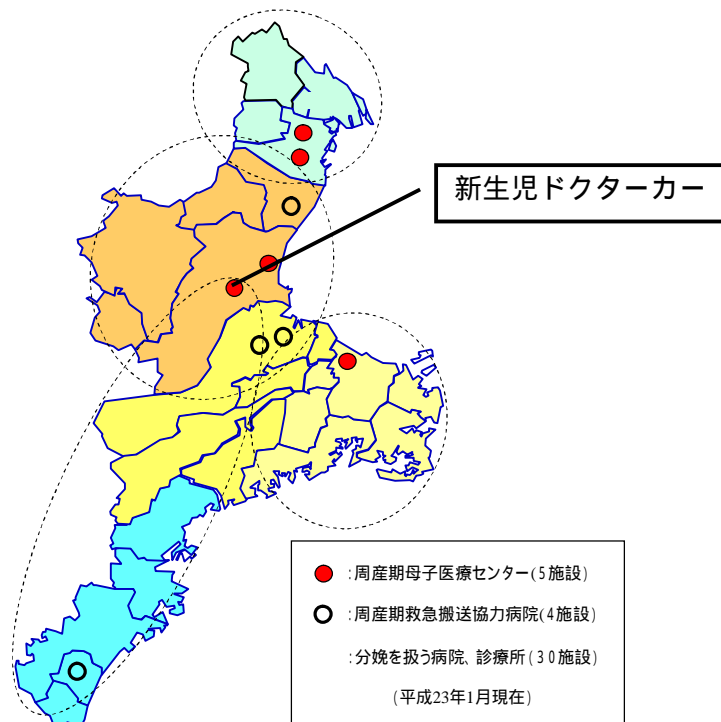 新生児ドクターカー
:周産期母子医療センター(5施設)
:周産期救急搬送協力病院(4施設)
:分娩を扱う病院、診療所(30施設)
(平成23年1月現在)